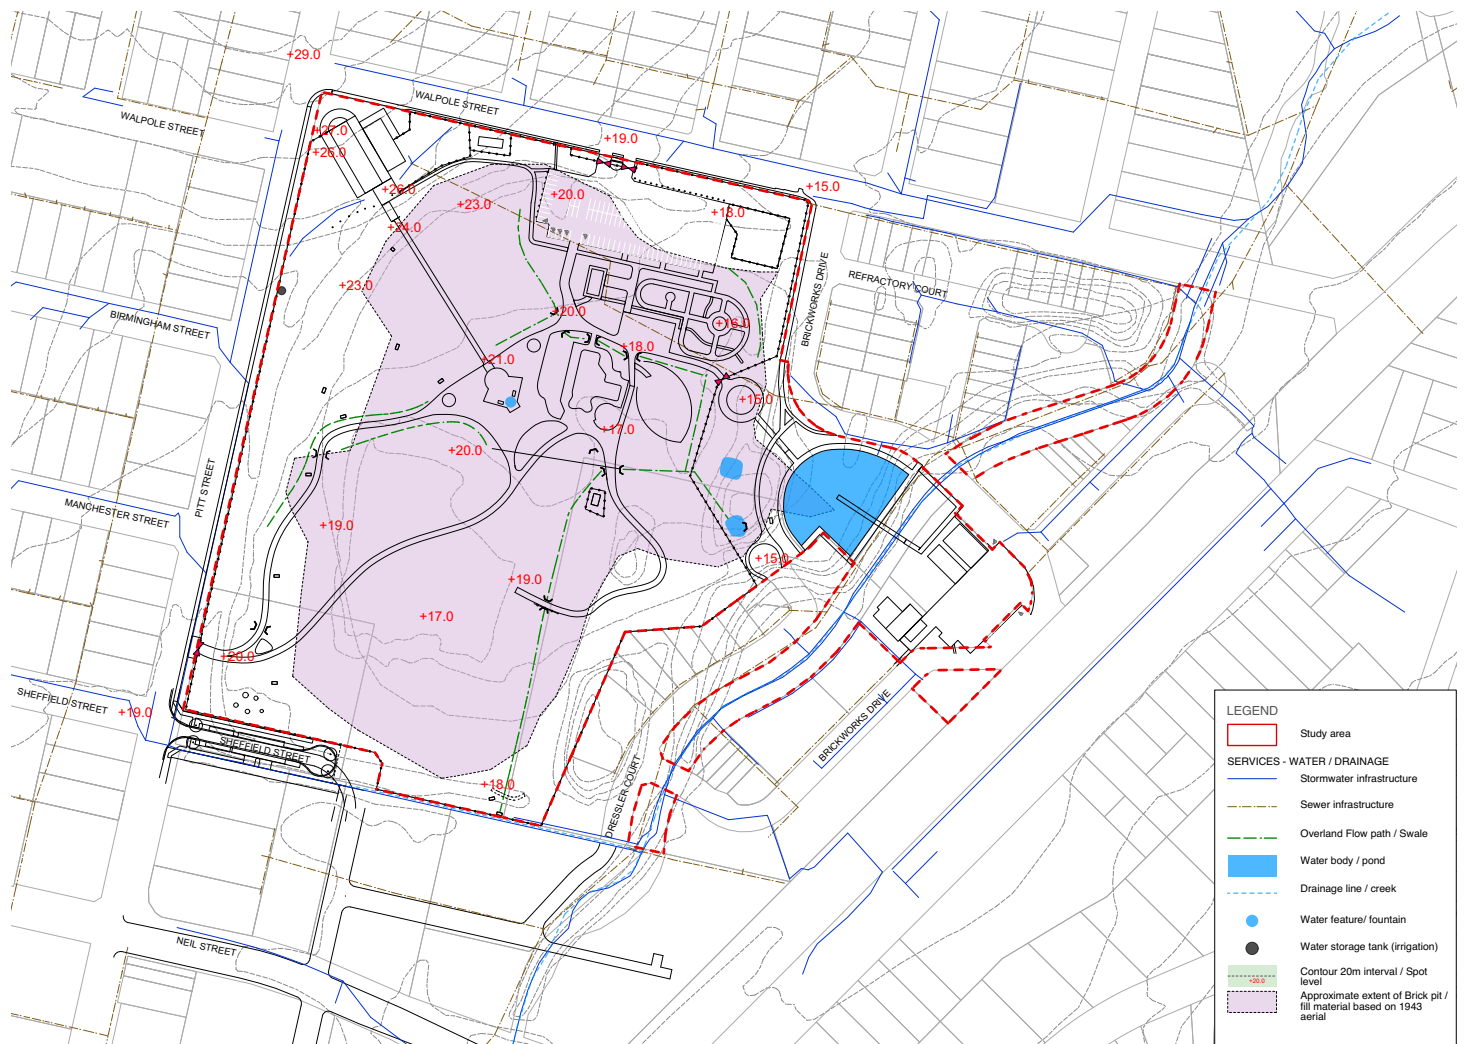 +29.0
WALPOLE STREET
WALPOLE STREET
+27.0
+26.0
+19.0
+26.0
+23.0
+20.0
+15.0
+18.0
+24.0
+23.0
BRICKWORKS DRIVE
REFRACTORY COURT
BIRMINGHAM STREET
+20.0
+16.0
+18.0
+21.0
+15.0
+17.0
+20.0
PITT STREET
MANCHESTER STREET
+19.0
+15.0
+19.0
+17.0
+20.0
SHEFFIELD STREET
+19.0
SHEFFIELD STREET
BRICKWORKS DRIVE
+18.0
DRESSLER COURT
NEIL STREET
LEGEND
Study area
SERVICES - WATER / DRAINAGE
Stormwater infrastructure
Sewer infrastructure
Overland Flow path / Swale
Water body / pond
Drainage line / creek
Water feature/ fountain
Water storage tank (irrigation)
+20.0
Contour 20m interval / Spot
level
Approximate extent of Brick pit /
fill material based on 1943
aerial